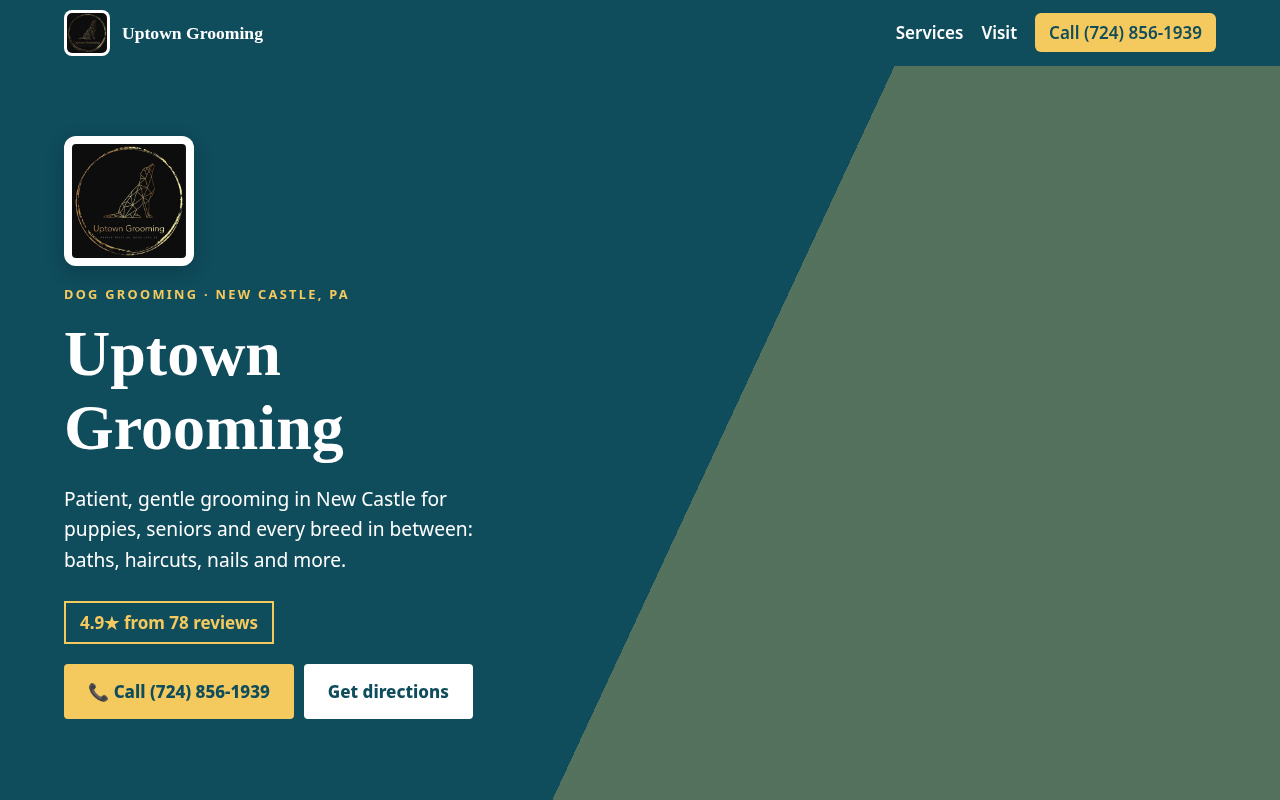 Uptown Grooming
Services
Visit
Call (724) 856-1939
Uptown Grooming
DOG GROOMING · NEW CASTLE, PA
Uptown
Grooming
Patient, gentle grooming in New Castle for
puppies, seniors and every breed in between:
baths, haircuts, nails and more.
4.9★ from 78 reviews
📞 Call (724) 856-1939
Get directions